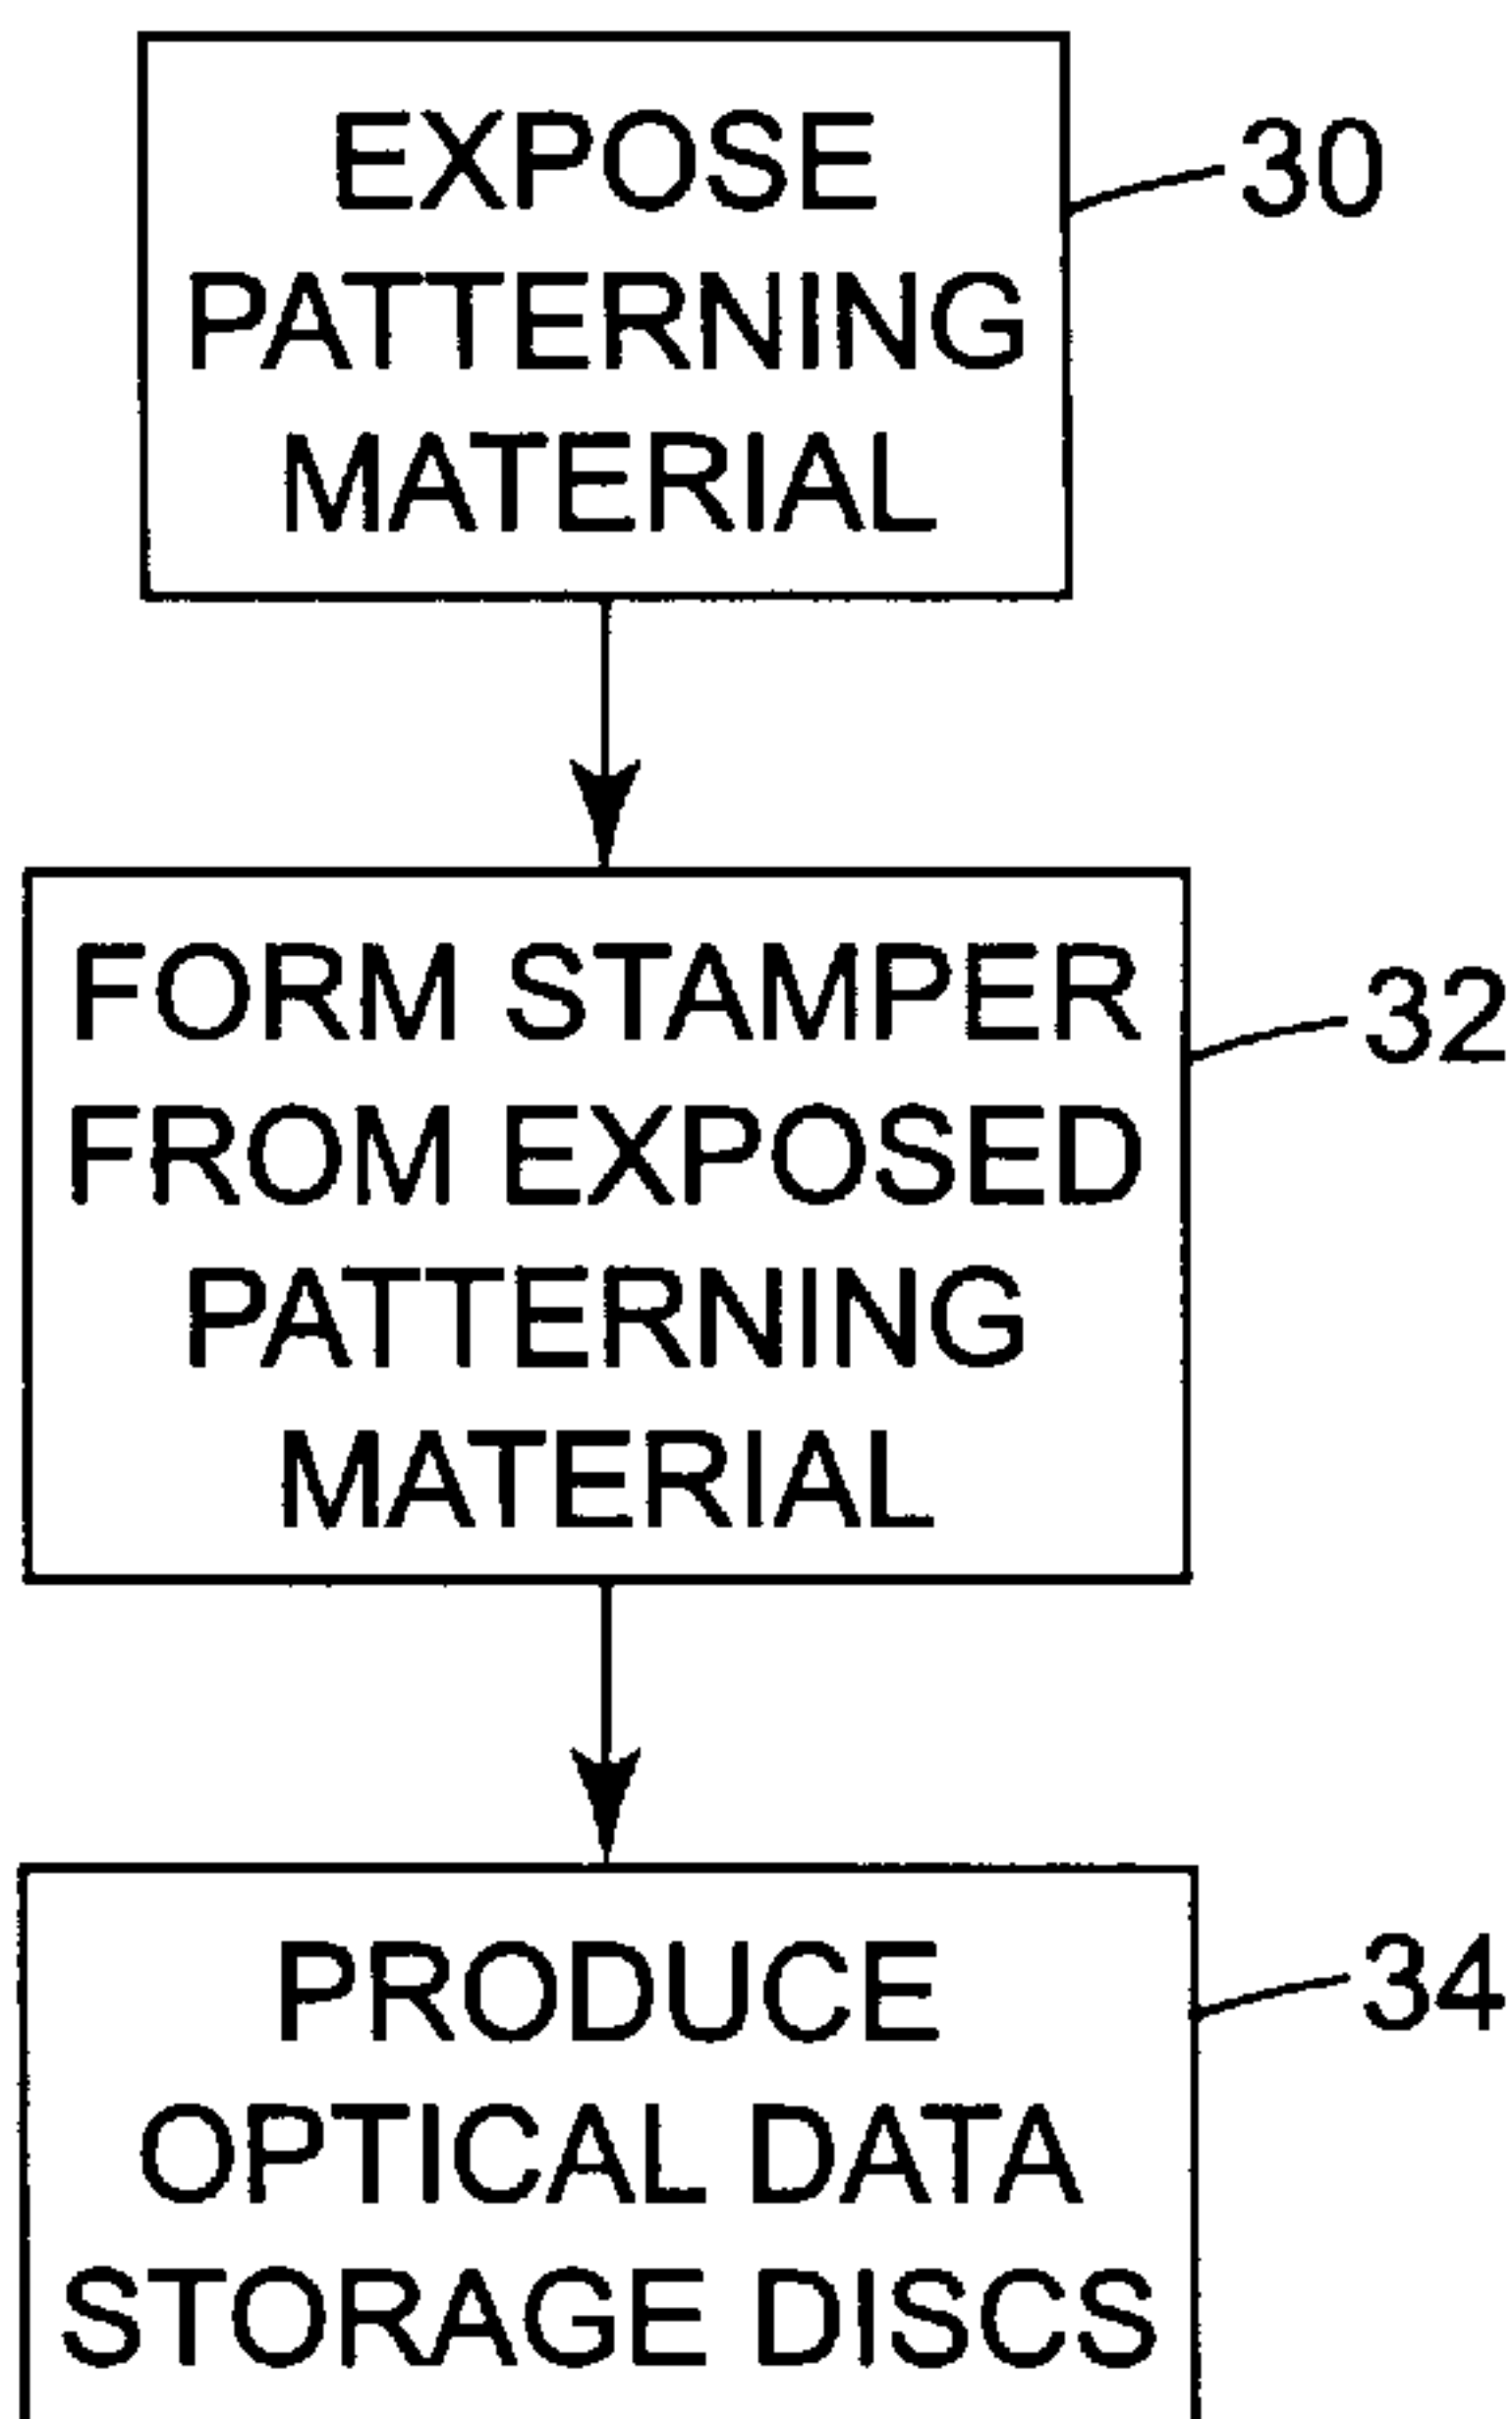 EXPOSE
PATTERNING
MATERIAL
30
FORM STAMPER
FROM EXPOSED
PATTERNING
MATERIAL
32
PRODUCE
OPTICAL DATA
STORAGE DISCS
34